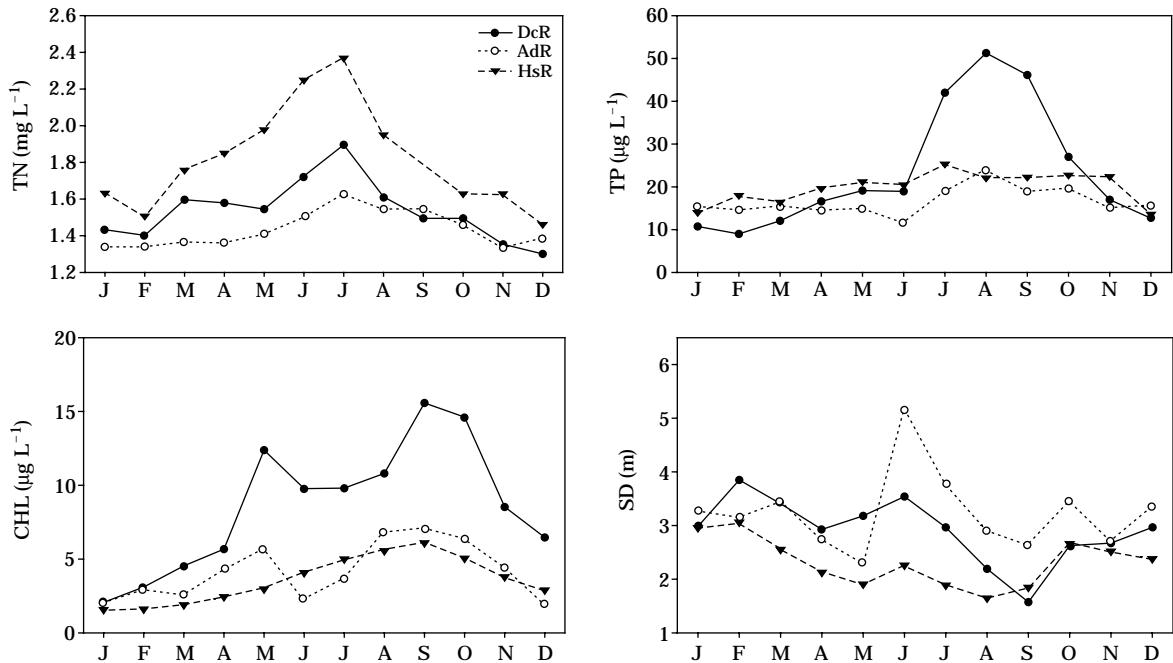 2.6
2.4
2.2
2.0
1.8
1.6
1.4
1.2
TN (mg L⁻¹)
DcR
AdR
HsR
J F M A M J J A S O N D
60
50
40
30
20
10
0
TP (µg L⁻¹)
J F M A M J J A S O N D
20
15
10
5
0
CHL (µg L⁻¹)
J F M A M J J A S O N D
6
5
4
3
2
1
SD (m)
J F M A M J J A S O N D